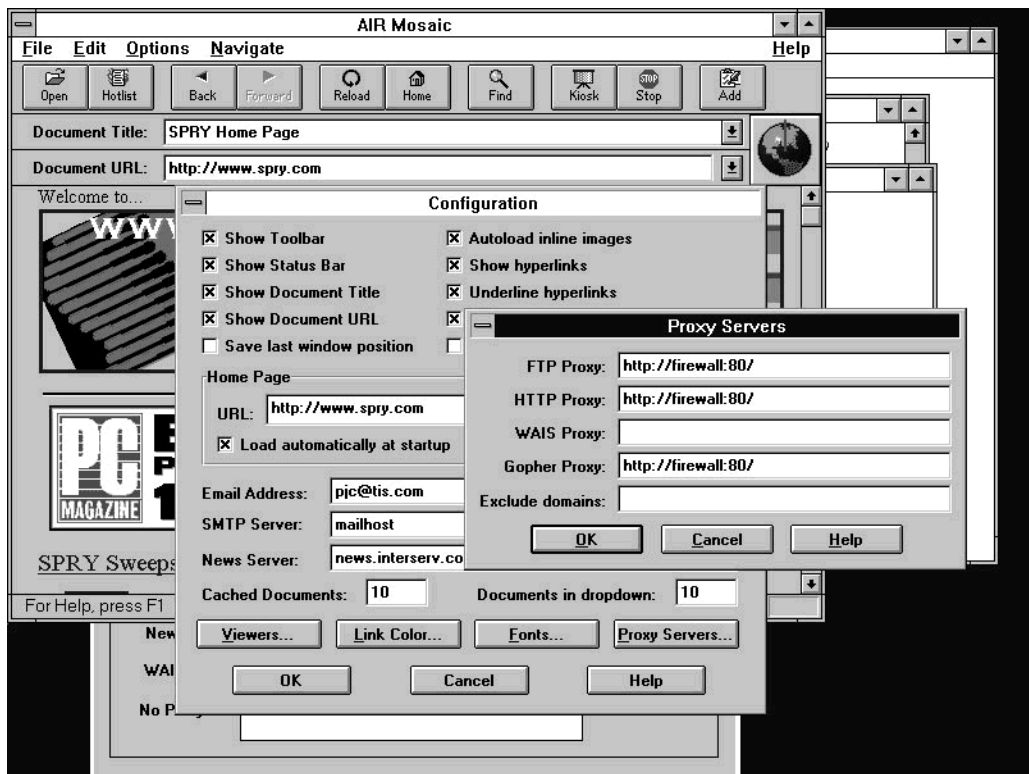 AIR Mosaic
File Edit Options Navigate Help
Open Hotlist Back Forward Reload Home Find Kiosk Stop Add
Document Title: SPRY Home Page
Document URL: http://www.spry.com
Welcome to...
WWW
Configuration
Show Toolbar Autoload inline images
Show Status Bar Show hyperlinks
Show Document Title Underline hyperlinks
Show Document URL
Save last window position
Home Page
URL: http://www.spry.com
Load automatically at startup
Email Address: pjc@tis.com
SMTP Server: mailhost
News Server: news.interserv.co
Cached Documents: 10 Documents in dropdown: 10
Viewers... Link Color... Fonts... Proxy Servers...
OK Cancel Help
Proxy Servers
FTP Proxy: http://firewall:80/
HTTP Proxy: http://firewall:80/
WAIS Proxy:
Gopher Proxy: http://firewall:80/
Exclude domains:
OK Cancel Help
PC
MAGAZINE
SPRY Sweeps
For Help, press F1
New
WAI
No P